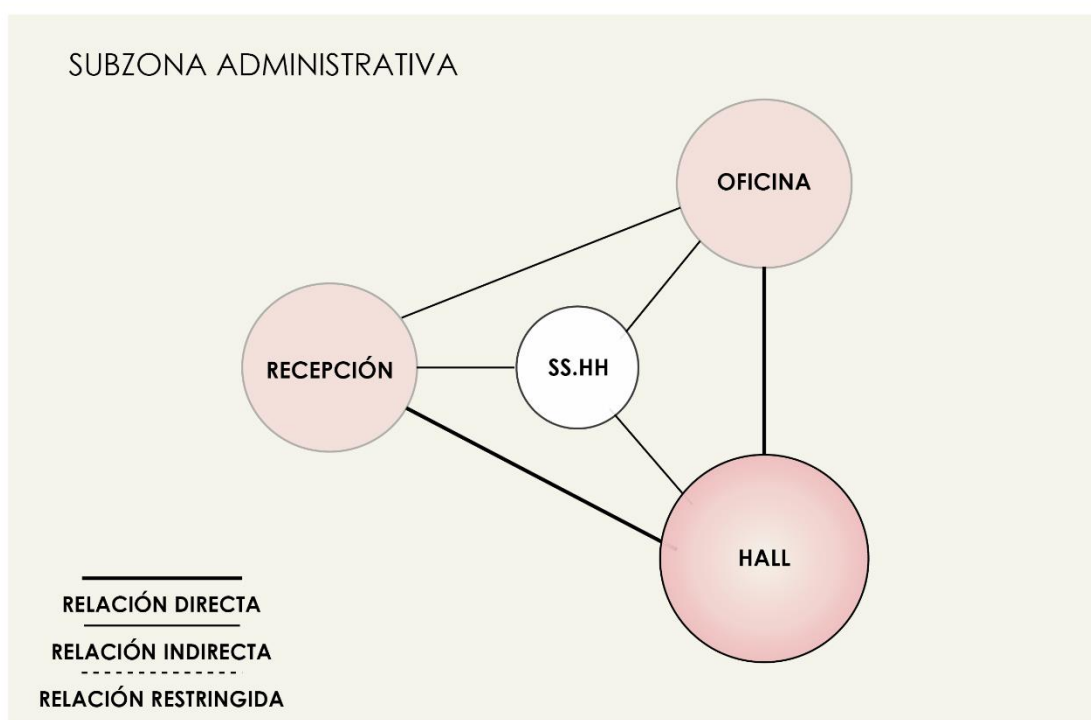 SUBZONA ADMINISTRATIVA
OFICINA
RECEPCIÓN
SS.HH
HALL
RELACIÓN DIRECTA
RELACIÓN INDIRECTA
RELACIÓN RESTRINGIDA